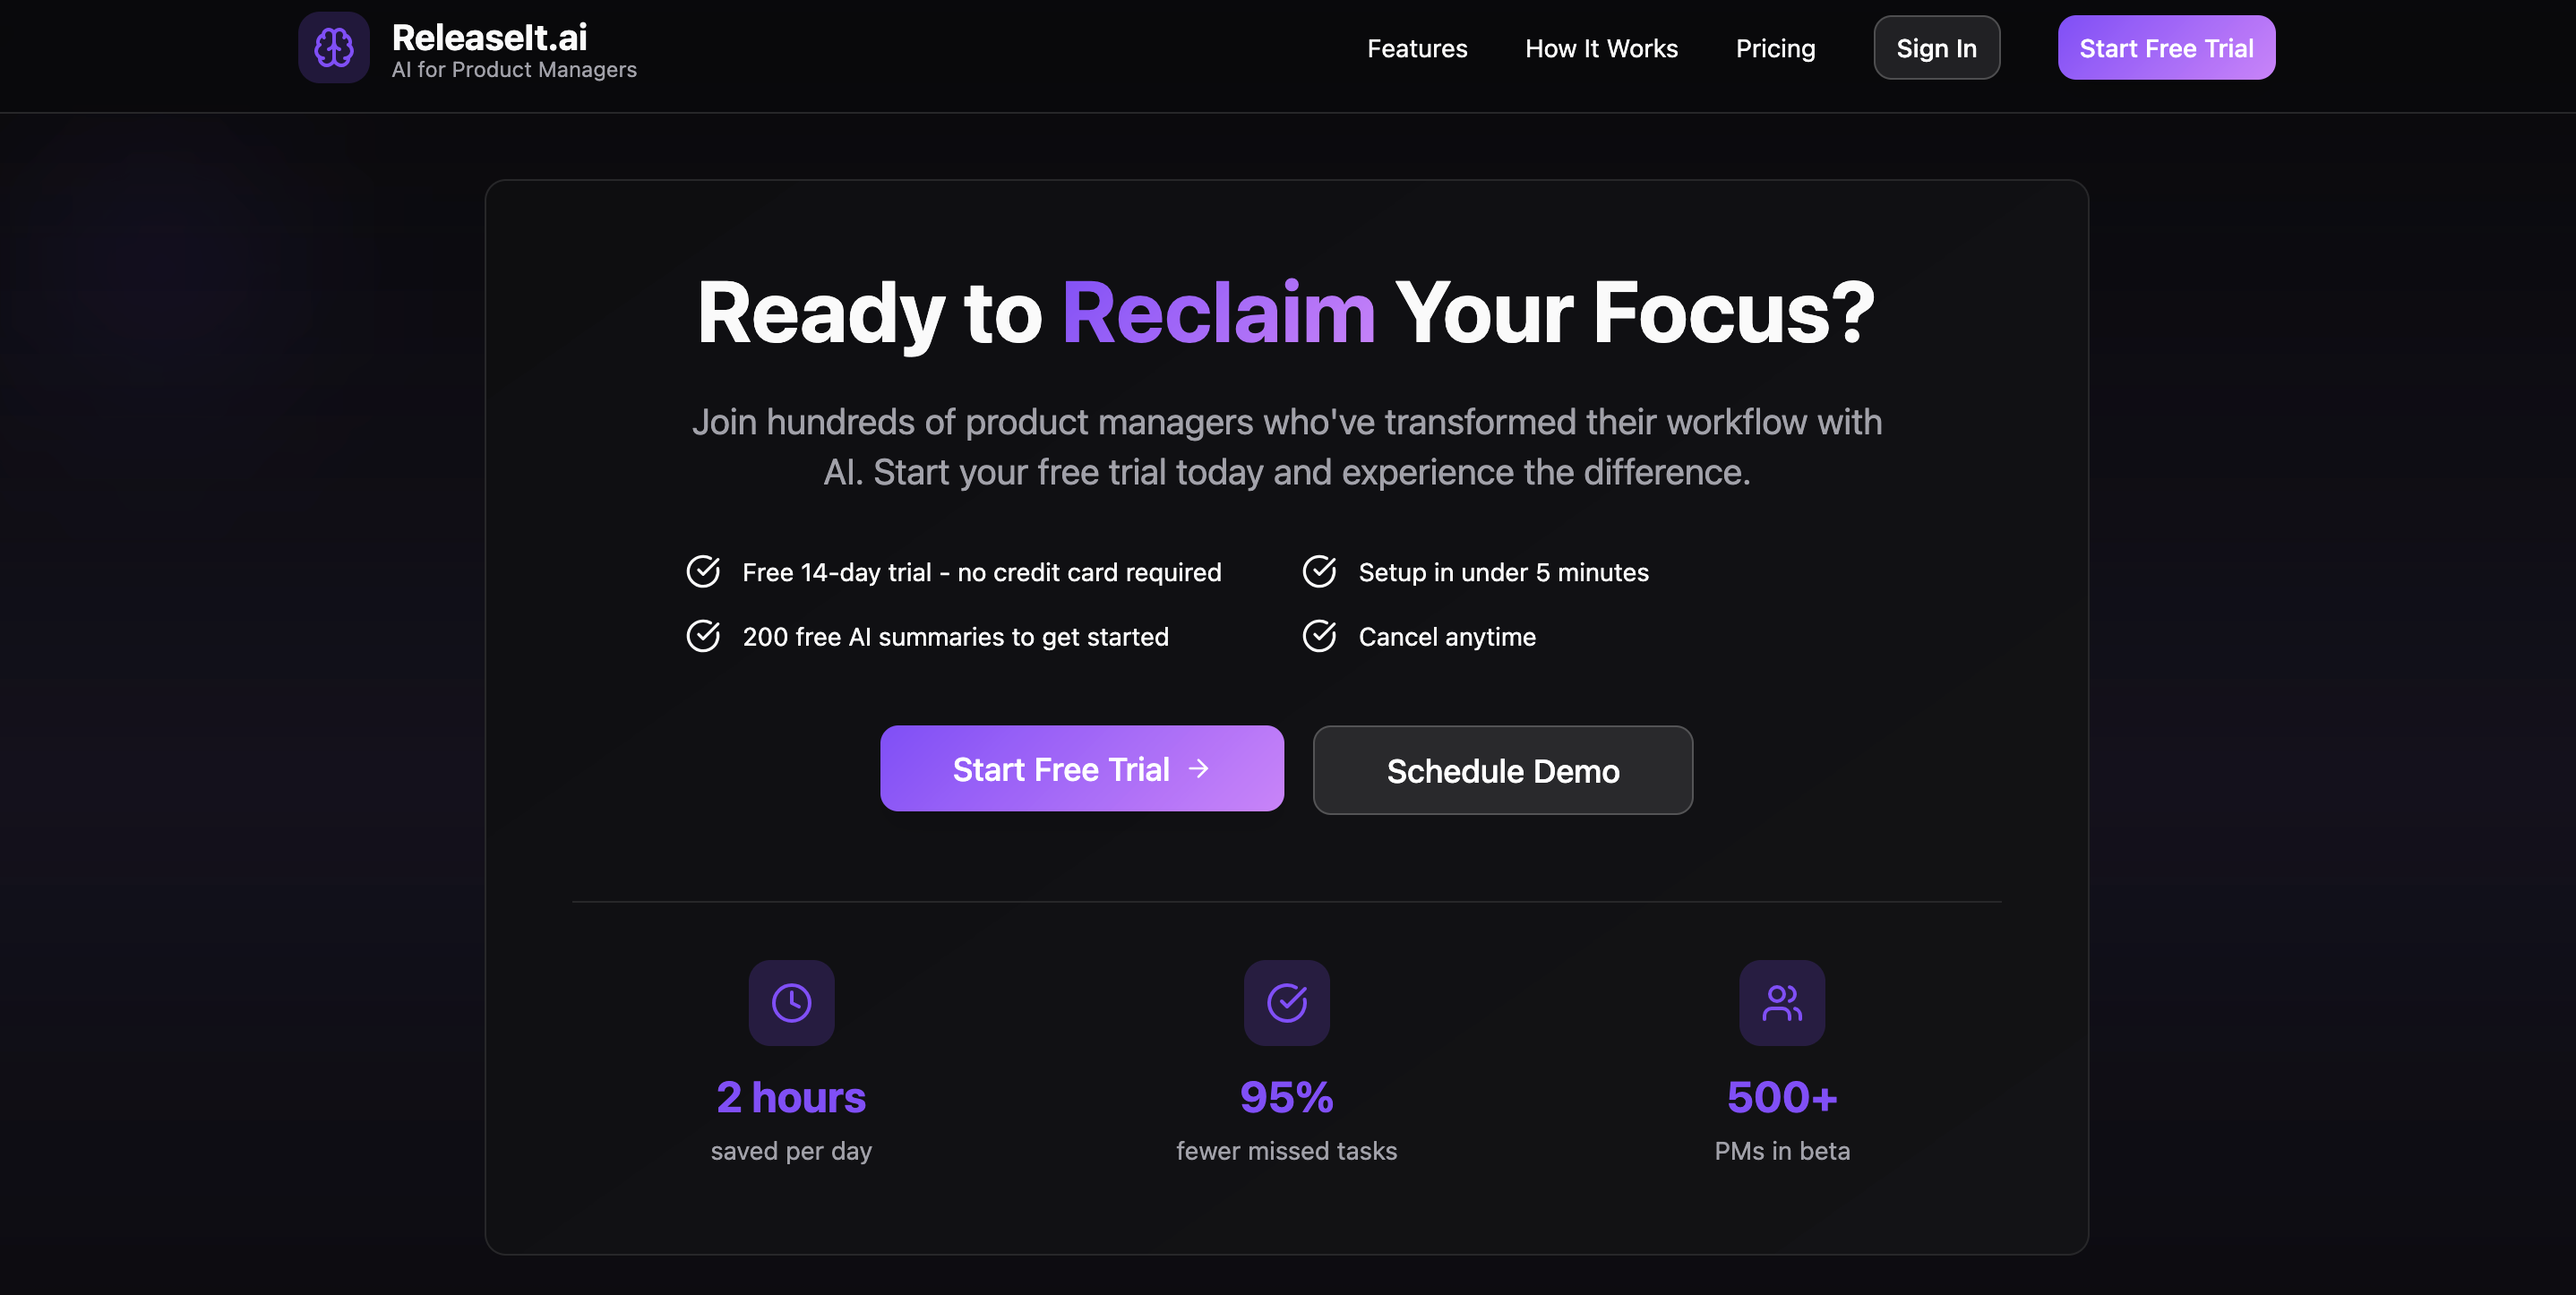 ReleaseIt.ai
AI for Product Managers
Features
How It Works
Pricing
Sign In
Start Free Trial
Ready to Reclaim Your Focus?
Join hundreds of product managers who've transformed their workflow with
AI. Start your free trial today and experience the difference.
Free 14-day trial - no credit card required
Setup in under 5 minutes
200 free AI summaries to get started
Cancel anytime
Start Free Trial →
Schedule Demo
2 hours
saved per day
95%
fewer missed tasks
500+
PMs in beta